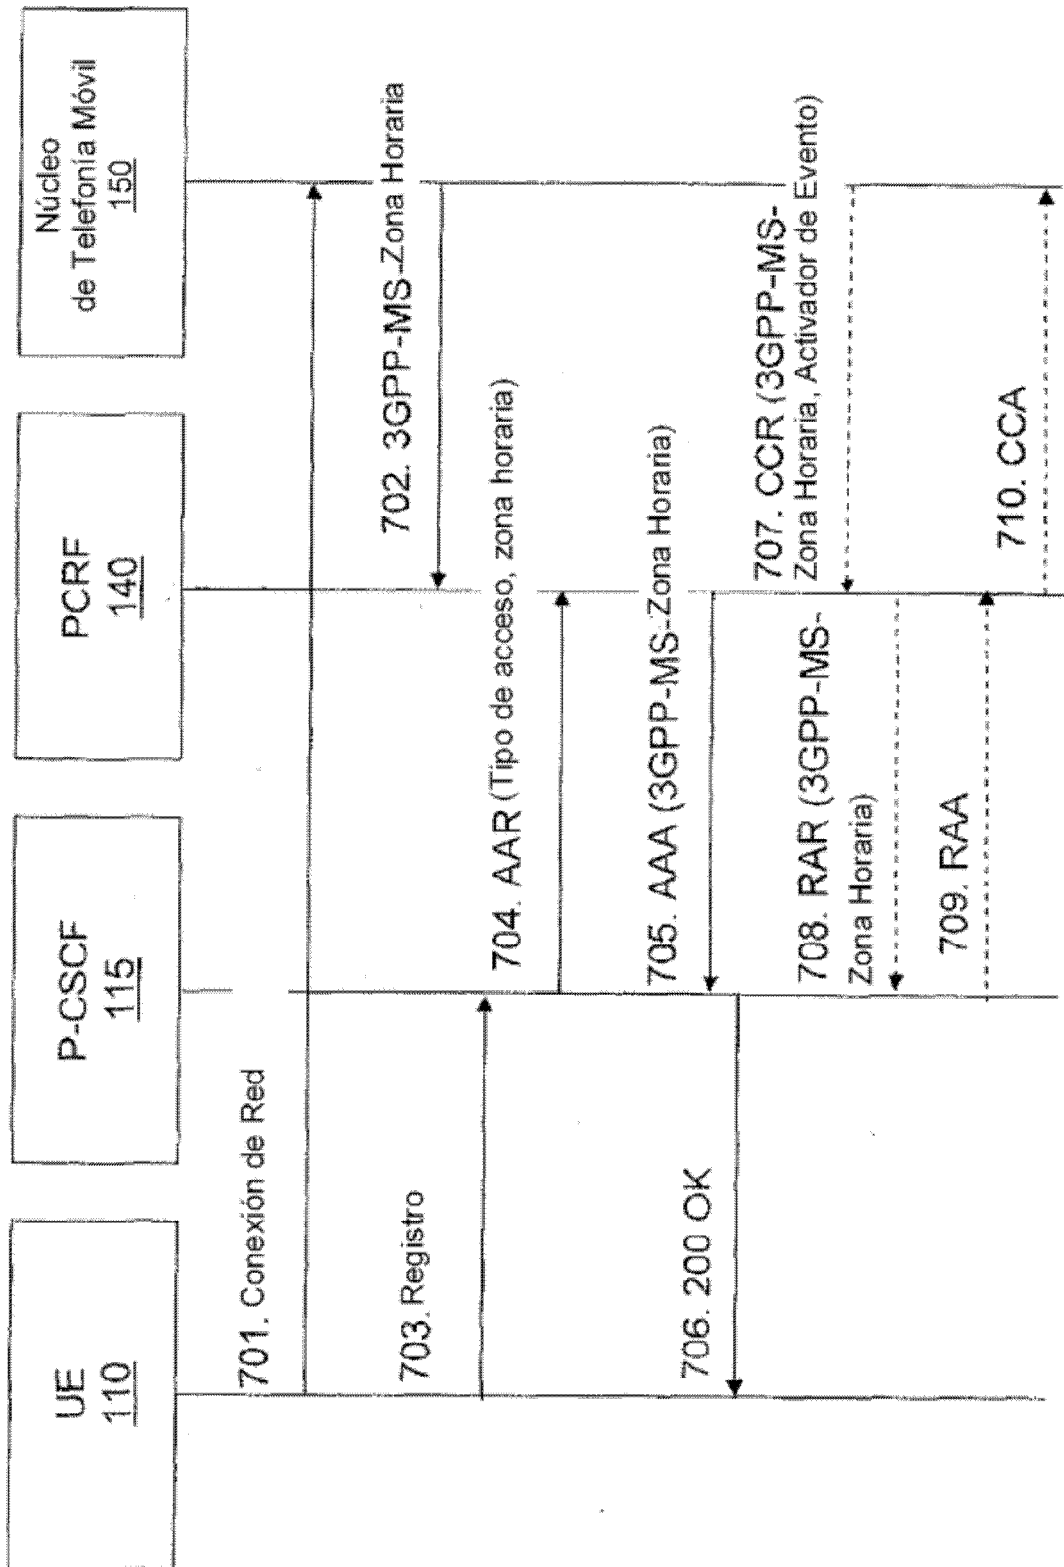 UE
110
P-CSCF
115
PCRF
140
Núcleo
de Telefonía Móvil
150
701. Conexión de Red
702. 3GPP-MS-Zona Horaria
703. Registro
704. AAR (Tipo de acceso, zona horaria)
705. AAA (3GPP-MS-Zona Horaria)
706. 200 OK
707. CCR (3GPP-MS-
Zona Horaria, Activador de Evento)
708. RAR (3GPP-MS-
Zona Horaria)
709. RAA
710. CCA